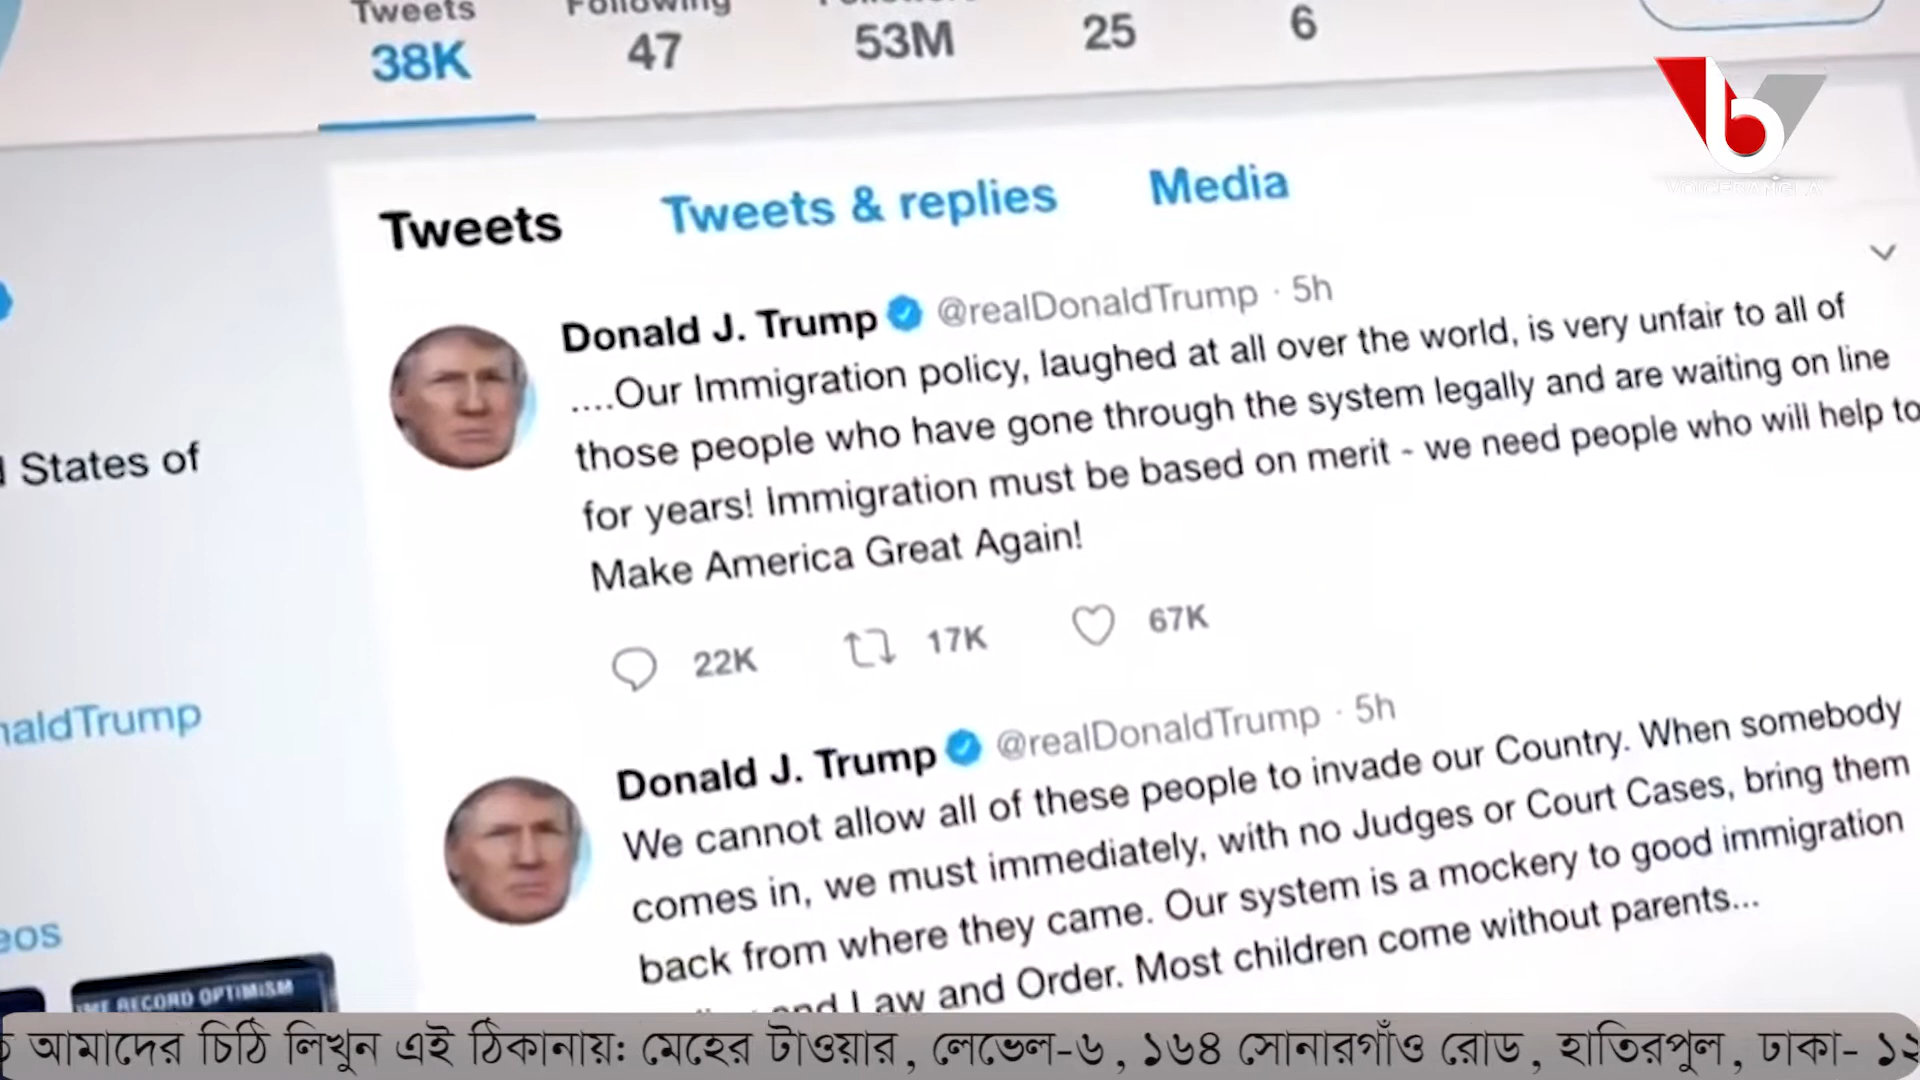 Tweets
Following
38K
47
53M
25
6
VOICEBANGLA
Tweets
Tweets & replies
Media
Donald J. Trump @realDonaldTrump · 5h
....Our Immigration policy, laughed at all over the world, is very unfair to all of
those people who have gone through the system legally and are waiting on line
for years! Immigration must be based on merit - we need people who will help to
Make America Great Again!
22K
17K
67K
States of
naldTrump
eos
RECORD OPTIMISM
Donald J. Trump @realDonaldTrump · 5h
We cannot allow all of these people to invade our Country. When somebody
comes in, we must immediately, with no Judges or Court Cases, bring them
back from where they came. Our system is a mockery to good immigration
and Law and Order. Most children come without parents...
আমাদের চিঠি লিখুন এই ঠিকানায়: মেহের টাওয়ার, লেভেল-৬, ১৬৪ সোনারগাঁও রোড, হাতিরপুল, ঢাকা- ১২